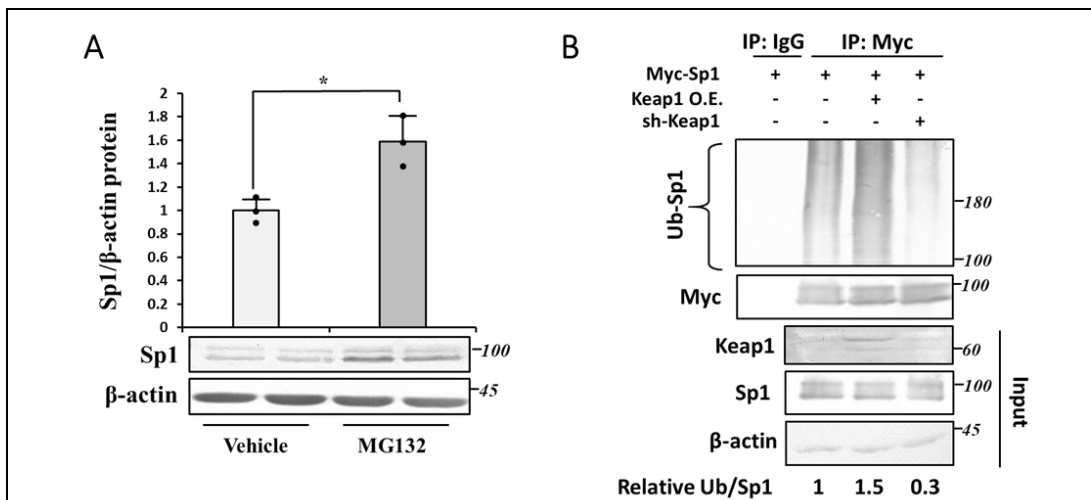 A
*
Sp1/β-actin protein
2
1.8
1.6
1.4
1.2
1
0.8
0.6
0.4
0.2
0
Sp1
100
β-actin
45
Vehicle MG132
B
IP: IgG IP: Myc
Myc-Sp1 + + + +
Keap1 O.E. - - + -
sh-Keap1 - - - +
Ub-Sp1
180
100
Myc
100
Keap1
60
Sp1
100
β-actin
45
Input
Relative Ub/Sp1 1 1.5 0.3